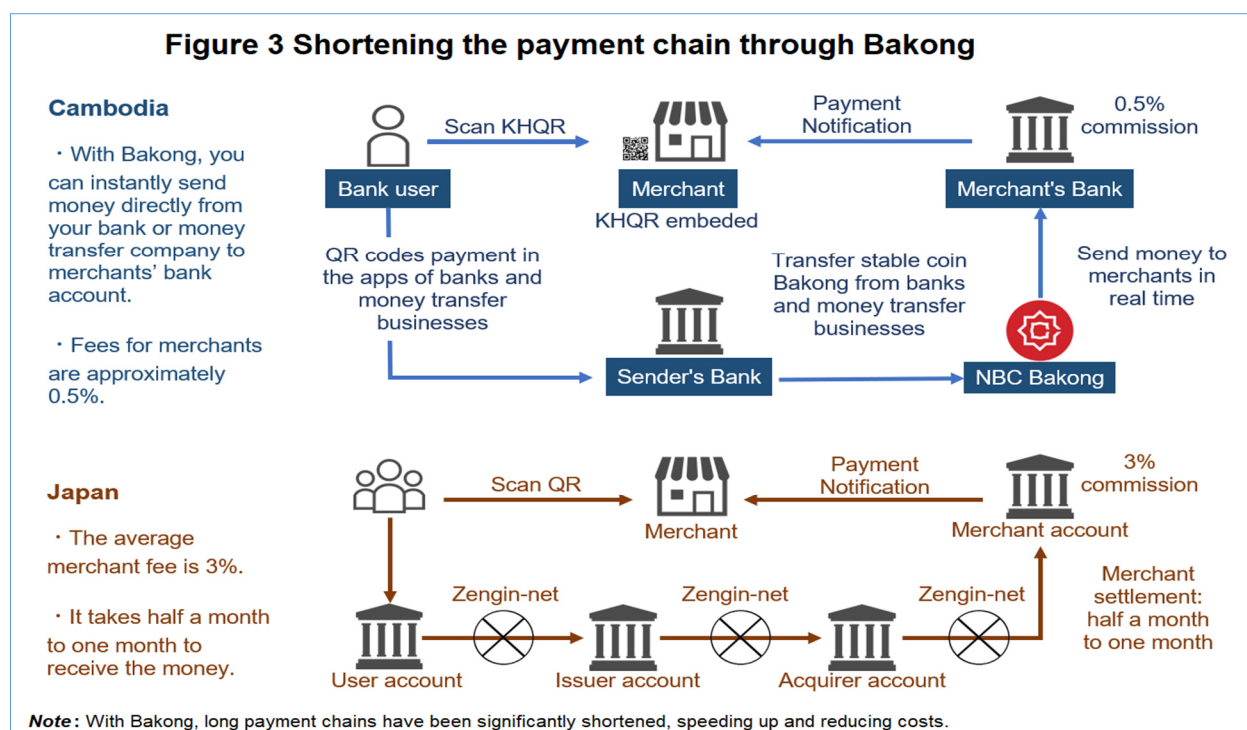 Figure 3 Shortening the payment chain through Bakong
Cambodia
・With Bakong, you
can instantly send
money directly from
your bank or money
transfer company to
merchants’ bank
account.
・Fees for merchants
are approximately
0.5%.
Scan KHQR
Payment
Notification
0.5%
commission
Bank user
Merchant
KHQR embeded
Merchant's Bank
QR codes payment in
the apps of banks and
money transfer
businesses
Transfer stable coin
Bakong from banks
and money transfer
businesses
Send money to
merchants in
real time
Sender's Bank
NBC Bakong
Japan
・The average
merchant fee is 3%.
・It takes half a month
to one month to
receive the money.
Scan QR
Payment
Notification
3%
commission
Merchant
Merchant account
Zengin-net
Zengin-net
Zengin-net
Merchant
settlement:
half a month
to one month
User account
Issuer account
Acquirer account
Note: With Bakong, long payment chains have been significantly shortened, speeding up and reducing costs.